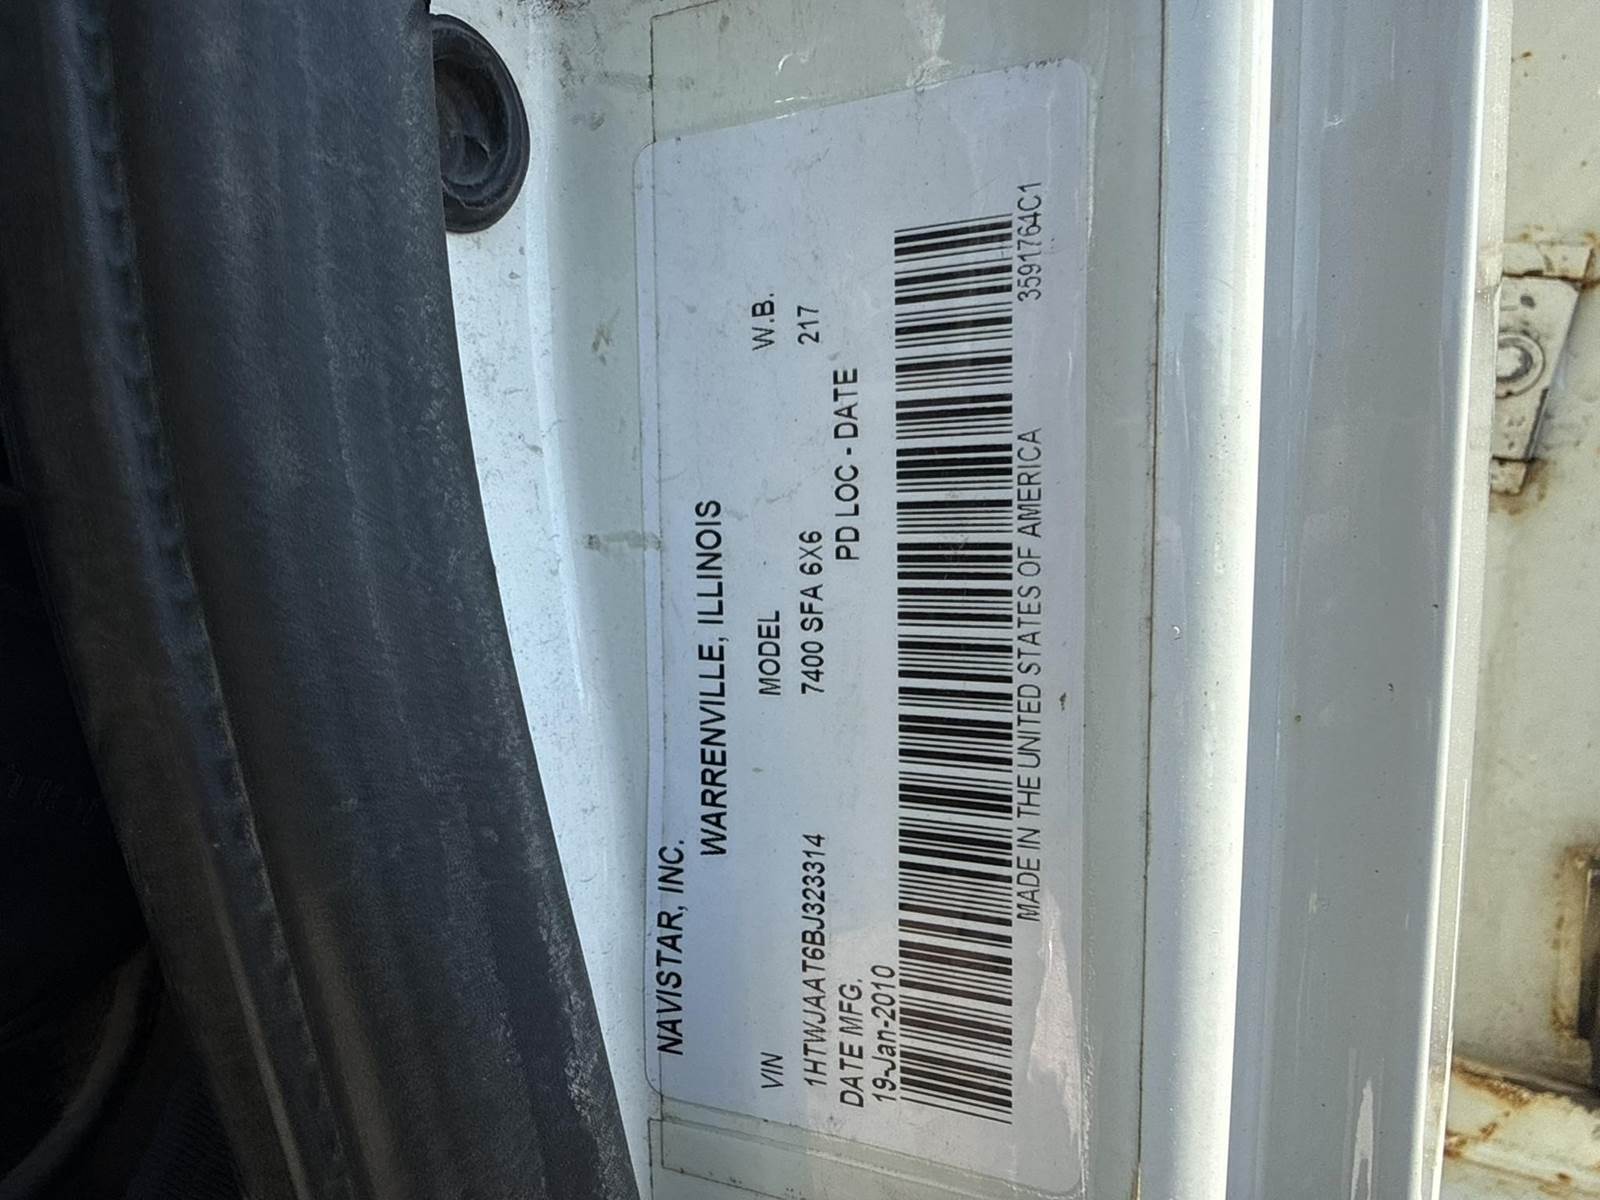 NAVISTAR, INC.
WARRENVILLE, ILLINOIS
VIN MODEL W.B.
1HTWJAAT6BJ323314 7400 SFA 6X6 217
DATE MFG. PD LOC - DATE
19-Jan-2010
MADE IN THE UNITED STATES OF AMERICA 3591764C1